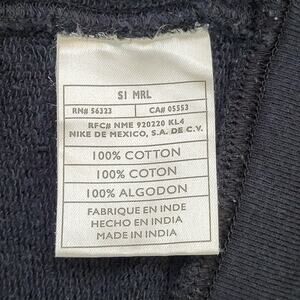 SI MRL
RN# 56323 CA# 05553
RFC# NME 920220 KL4
NIKE DE MEXICO, S.A. DE C.V.
100% COTTON
100% COTON
100% ALGODON
FABRIQUE EN INDE
HECHO EN INDIA
MADE IN INDIA